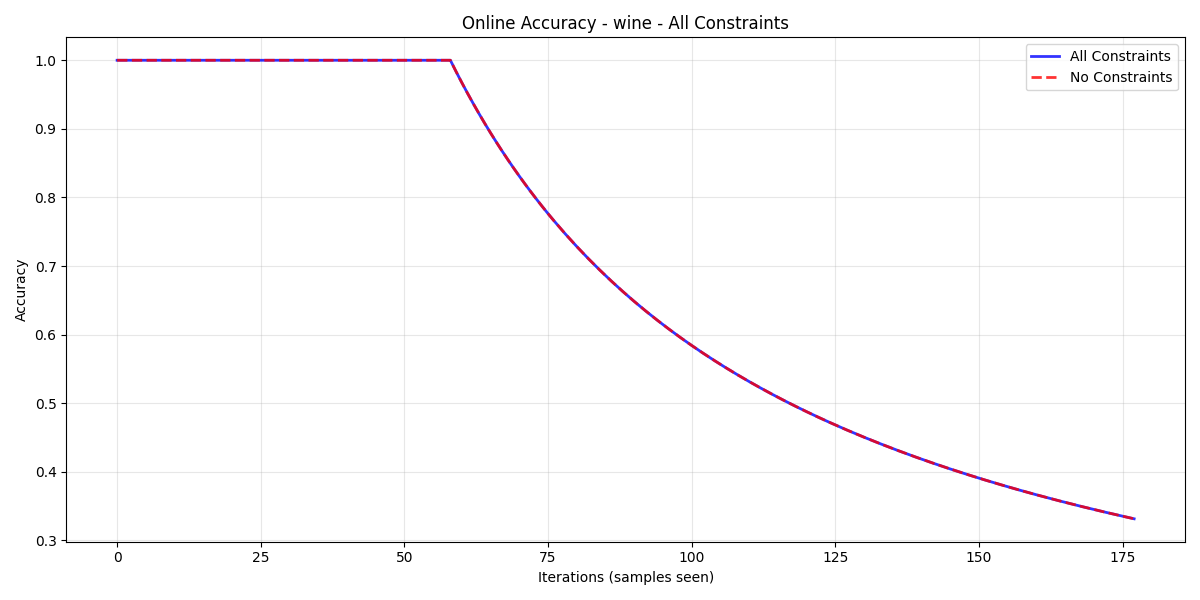 Online Accuracy - wine - All Constraints
All Constraints
No Constraints
Accuracy
1.0
0.9
0.8
0.7
0.6
0.5
0.4
0.3
0 25 50 75 100 125 150 175
Iterations (samples seen)